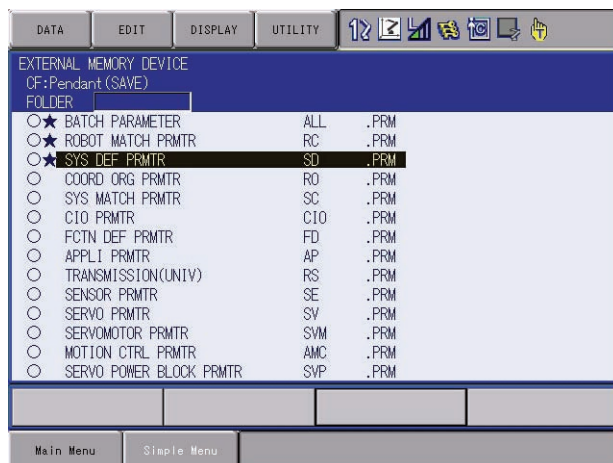 DATA EDIT DISPLAY UTILITY
EXTERNAL MEMORY DEVICE
CF:Pendant(SAVE)
FOLDER
BATCH PARAMETER ALL .PRM
ROBOT MATCH PRMTR RC .PRM
SYS DEF PRMTR SD .PRM
COORD ORG PRMTR RO .PRM
SYS MATCH PRMTR SC .PRM
CIO PRMTR CIO .PRM
FCTN DEF PRMTR FD .PRM
APPLI PRMTR AP .PRM
TRANSMISSION(UNIV) RS .PRM
SENSOR PRMTR SE .PRM
SERVO PRMTR SV .PRM
SERVOMOTOR PRMTR SVM .PRM
MOTION CTRL PRMTR AMC .PRM
SERVO POWER BLOCK PRMTR SVP .PRM
Main Menu Simple Menu